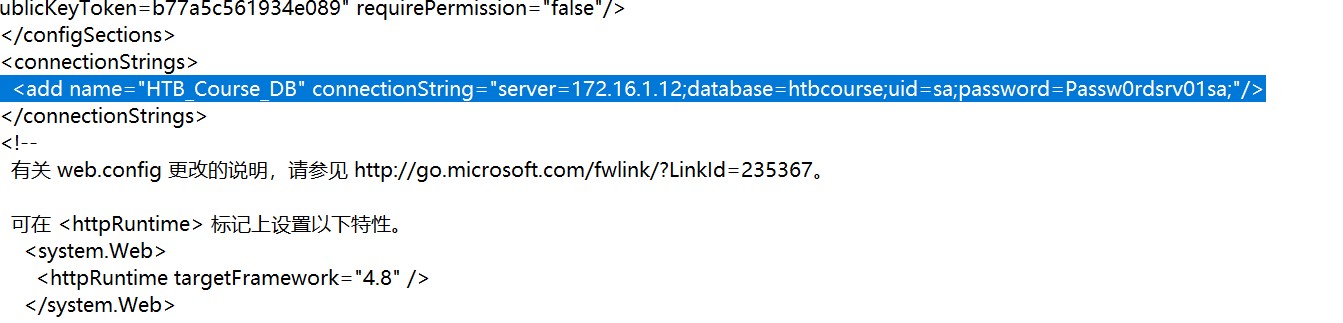 ublicKeyToken=b77a5c561934e089" requirePermission="false"/>
</configSections>
<connectionStrings>
<add name="HTB_Course_DB" connectionString="server=172.16.1.12;database=htbcourse;uid=sa;password=Passw0rdsrv01sa;"/>
</connectionStrings>
<!--
有关 web.config 更改的说明，请参见 http://go.microsoft.com/fwlink/?LinkId=235367。
可在 <httpRuntime> 标记上设置以下特性。
<system.Web>
<httpRuntime targetFramework="4.8" />
</system.Web>